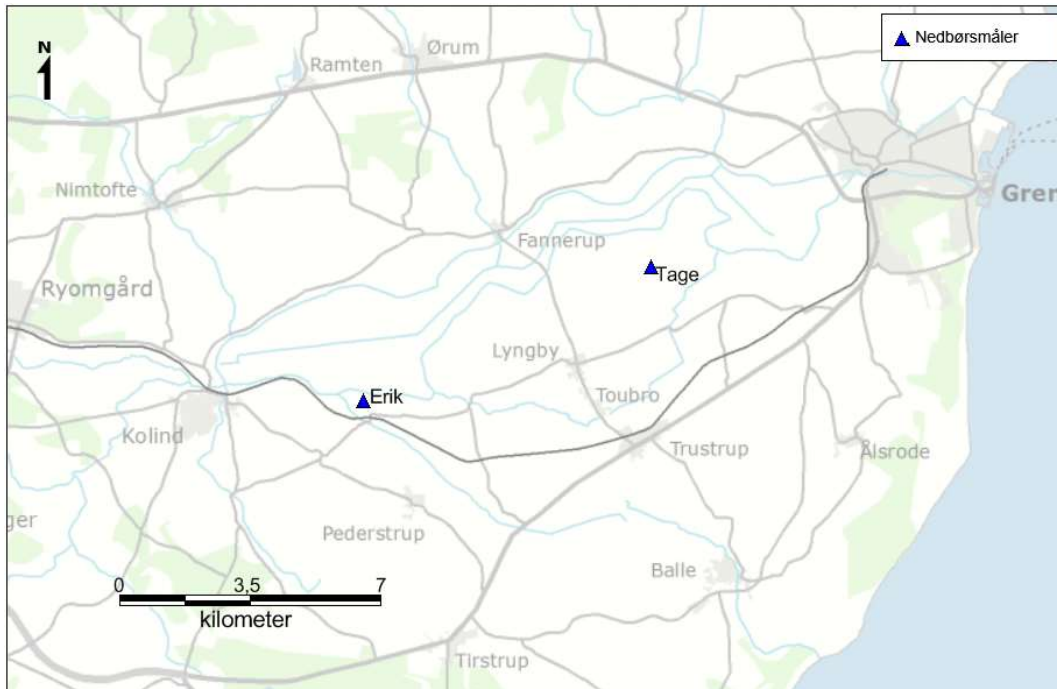 Nedbørsmåler
N
Ørum
Ramten
Nimtofte
Gren
Fannerup
Tage
Ryomgård
Lyngby
Erik
Toubro
Kolind
Trustrup
Ålsrode
ger
Pederstrup
Balle
0 3,5 7
kilometer
Tirstrup